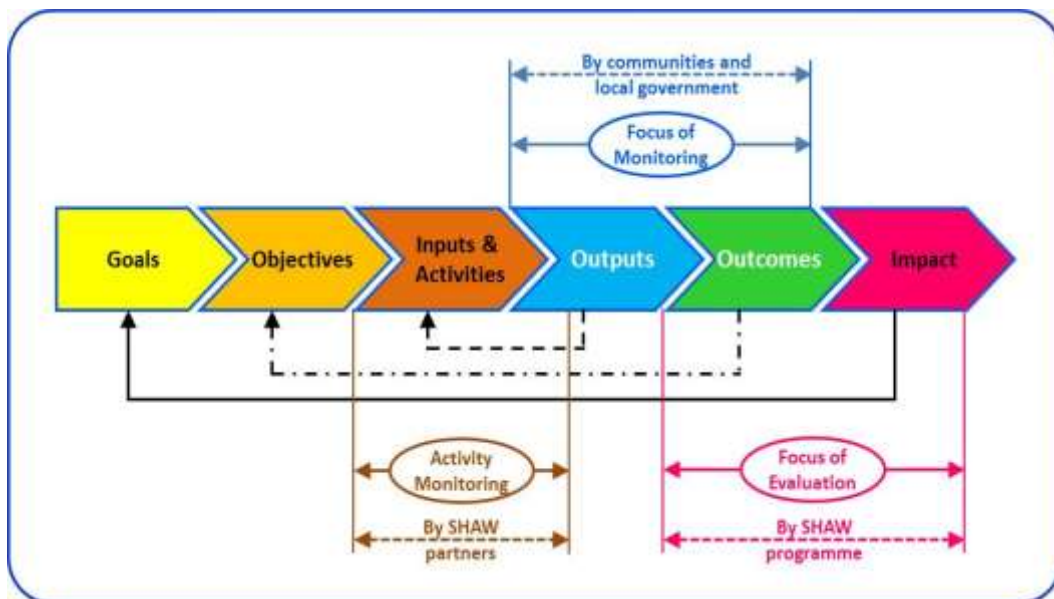 By communities and
local government
Focus of
Monitoring
Goals
Objectives
Inputs &
Activities
Outputs
Outcomes
Impact
Activity
Monitoring
Focus of
Evaluation
By SHAW
partners
By SHAW
programme